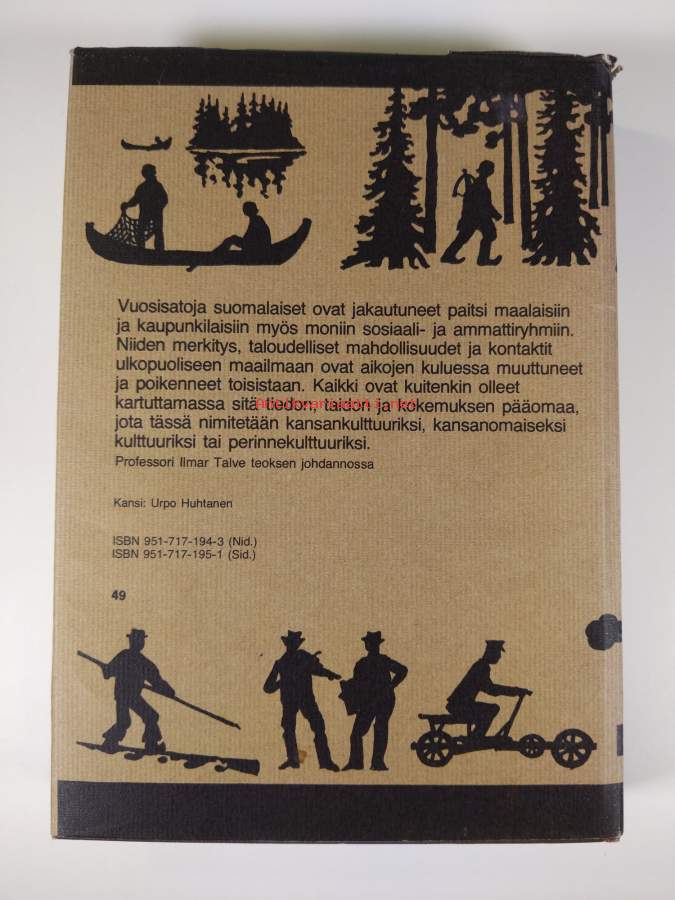 Vuosisatoja suomalaiset ovat jakautuneet paitsi maalaisiin
ja kaupunkilaisiin myös moniin sosiaali- ja ammattiryhmiin.
Niiden merkitys, taloudelliset mahdollisuudet ja kontaktit
ulkopuoliseen maailmaan ovat aikojen kuluessa muuttuneet
ja poikenneet toisistaan. Kaikki ovat kuitenkin olleet
kartuttamassa sitä tiedon, taidon ja kokemuksen pääomaa,
jota tässä nimitetään kansankulttuuriksi, kansanomaiseksi
kulttuuriksi tai perinnekulttuuriksi.
Professori Ilmar Talve teoksen johdannossa
Kansi: Urpo Huhtanen
ISBN 951-717-194-3 (Nid.)
ISBN 951-717-195-1 (Sid.)
49